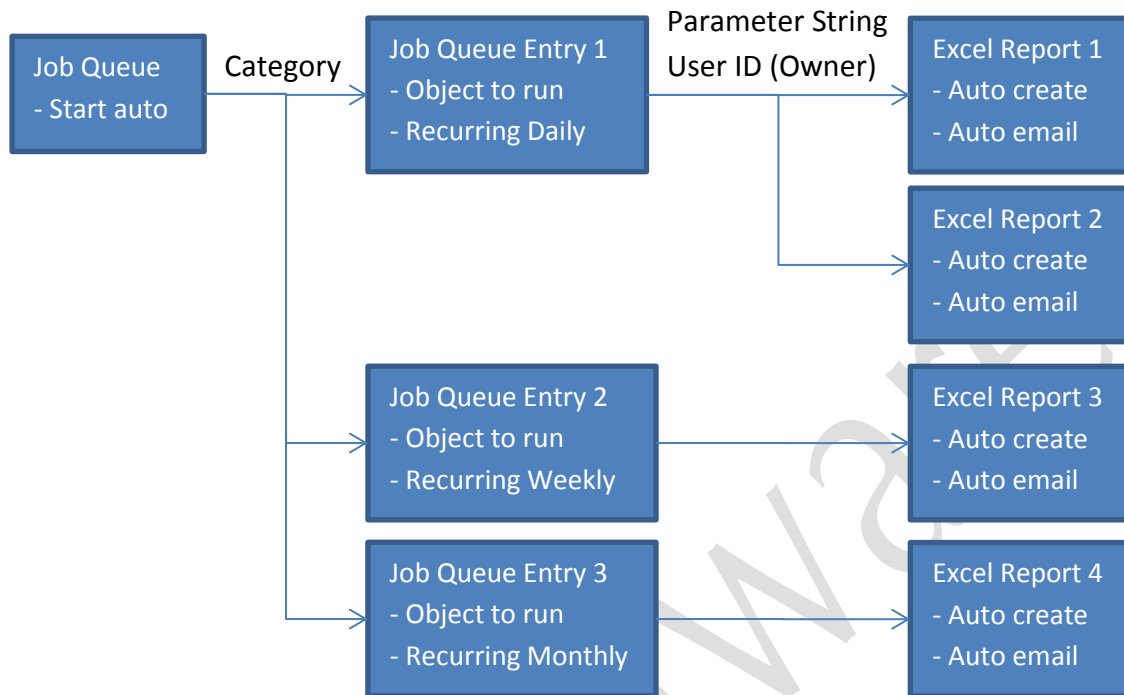 Job Queue
- Start auto
Category
Job Queue Entry 1
- Object to run
- Recurring Daily
Parameter String
User ID (Owner)
Excel Report 1
- Auto create
- Auto email
Excel Report 2
- Auto create
- Auto email
Job Queue Entry 2
- Object to run
- Recurring Weekly
Excel Report 3
- Auto create
- Auto email
Job Queue Entry 3
- Object to run
- Recurring Monthly
Excel Report 4
- Auto create
- Auto email